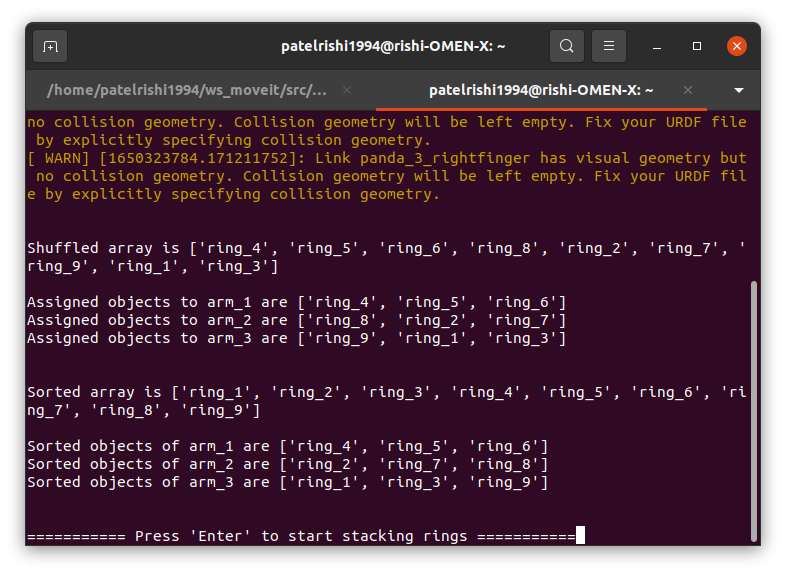 patelrishi1994@rishi-OMEN-X: ~
/home/patelrishi1994/ws_moveit/src/...
patelrishi1994@rishi-OMEN-X: ~
no collision geometry. Collision geometry will be left empty. Fix your URDF file
 by explicitly specifying collision geometry.
[ WARN] [1650323784.171211752]: Link panda_3_rightfinger has visual geometry but
 no collision geometry. Collision geometry will be left empty. Fix your URDF fil
e by explicitly specifying collision geometry.
Shuffled array is ['ring_4', 'ring_5', 'ring_6', 'ring_8', 'ring_2', 'ring_7', '
ring_9', 'ring_1', 'ring_3']
Assigned objects to arm_1 are ['ring_4', 'ring_5', 'ring_6']
Assigned objects to arm_2 are ['ring_8', 'ring_2', 'ring_7']
Assigned objects to arm_3 are ['ring_9', 'ring_1', 'ring_3']
Sorted array is ['ring_1', 'ring_2', 'ring_3', 'ring_4', 'ring_5', 'ring_6', 'ri
ng_7', 'ring_8', 'ring_9']
Sorted objects of arm_1 are ['ring_4', 'ring_5', 'ring_6']
Sorted objects of arm_2 are ['ring_2', 'ring_7', 'ring_8']
Sorted objects of arm_3 are ['ring_1', 'ring_3', 'ring_9']
=========== Press 'Enter' to start stacking rings ===========